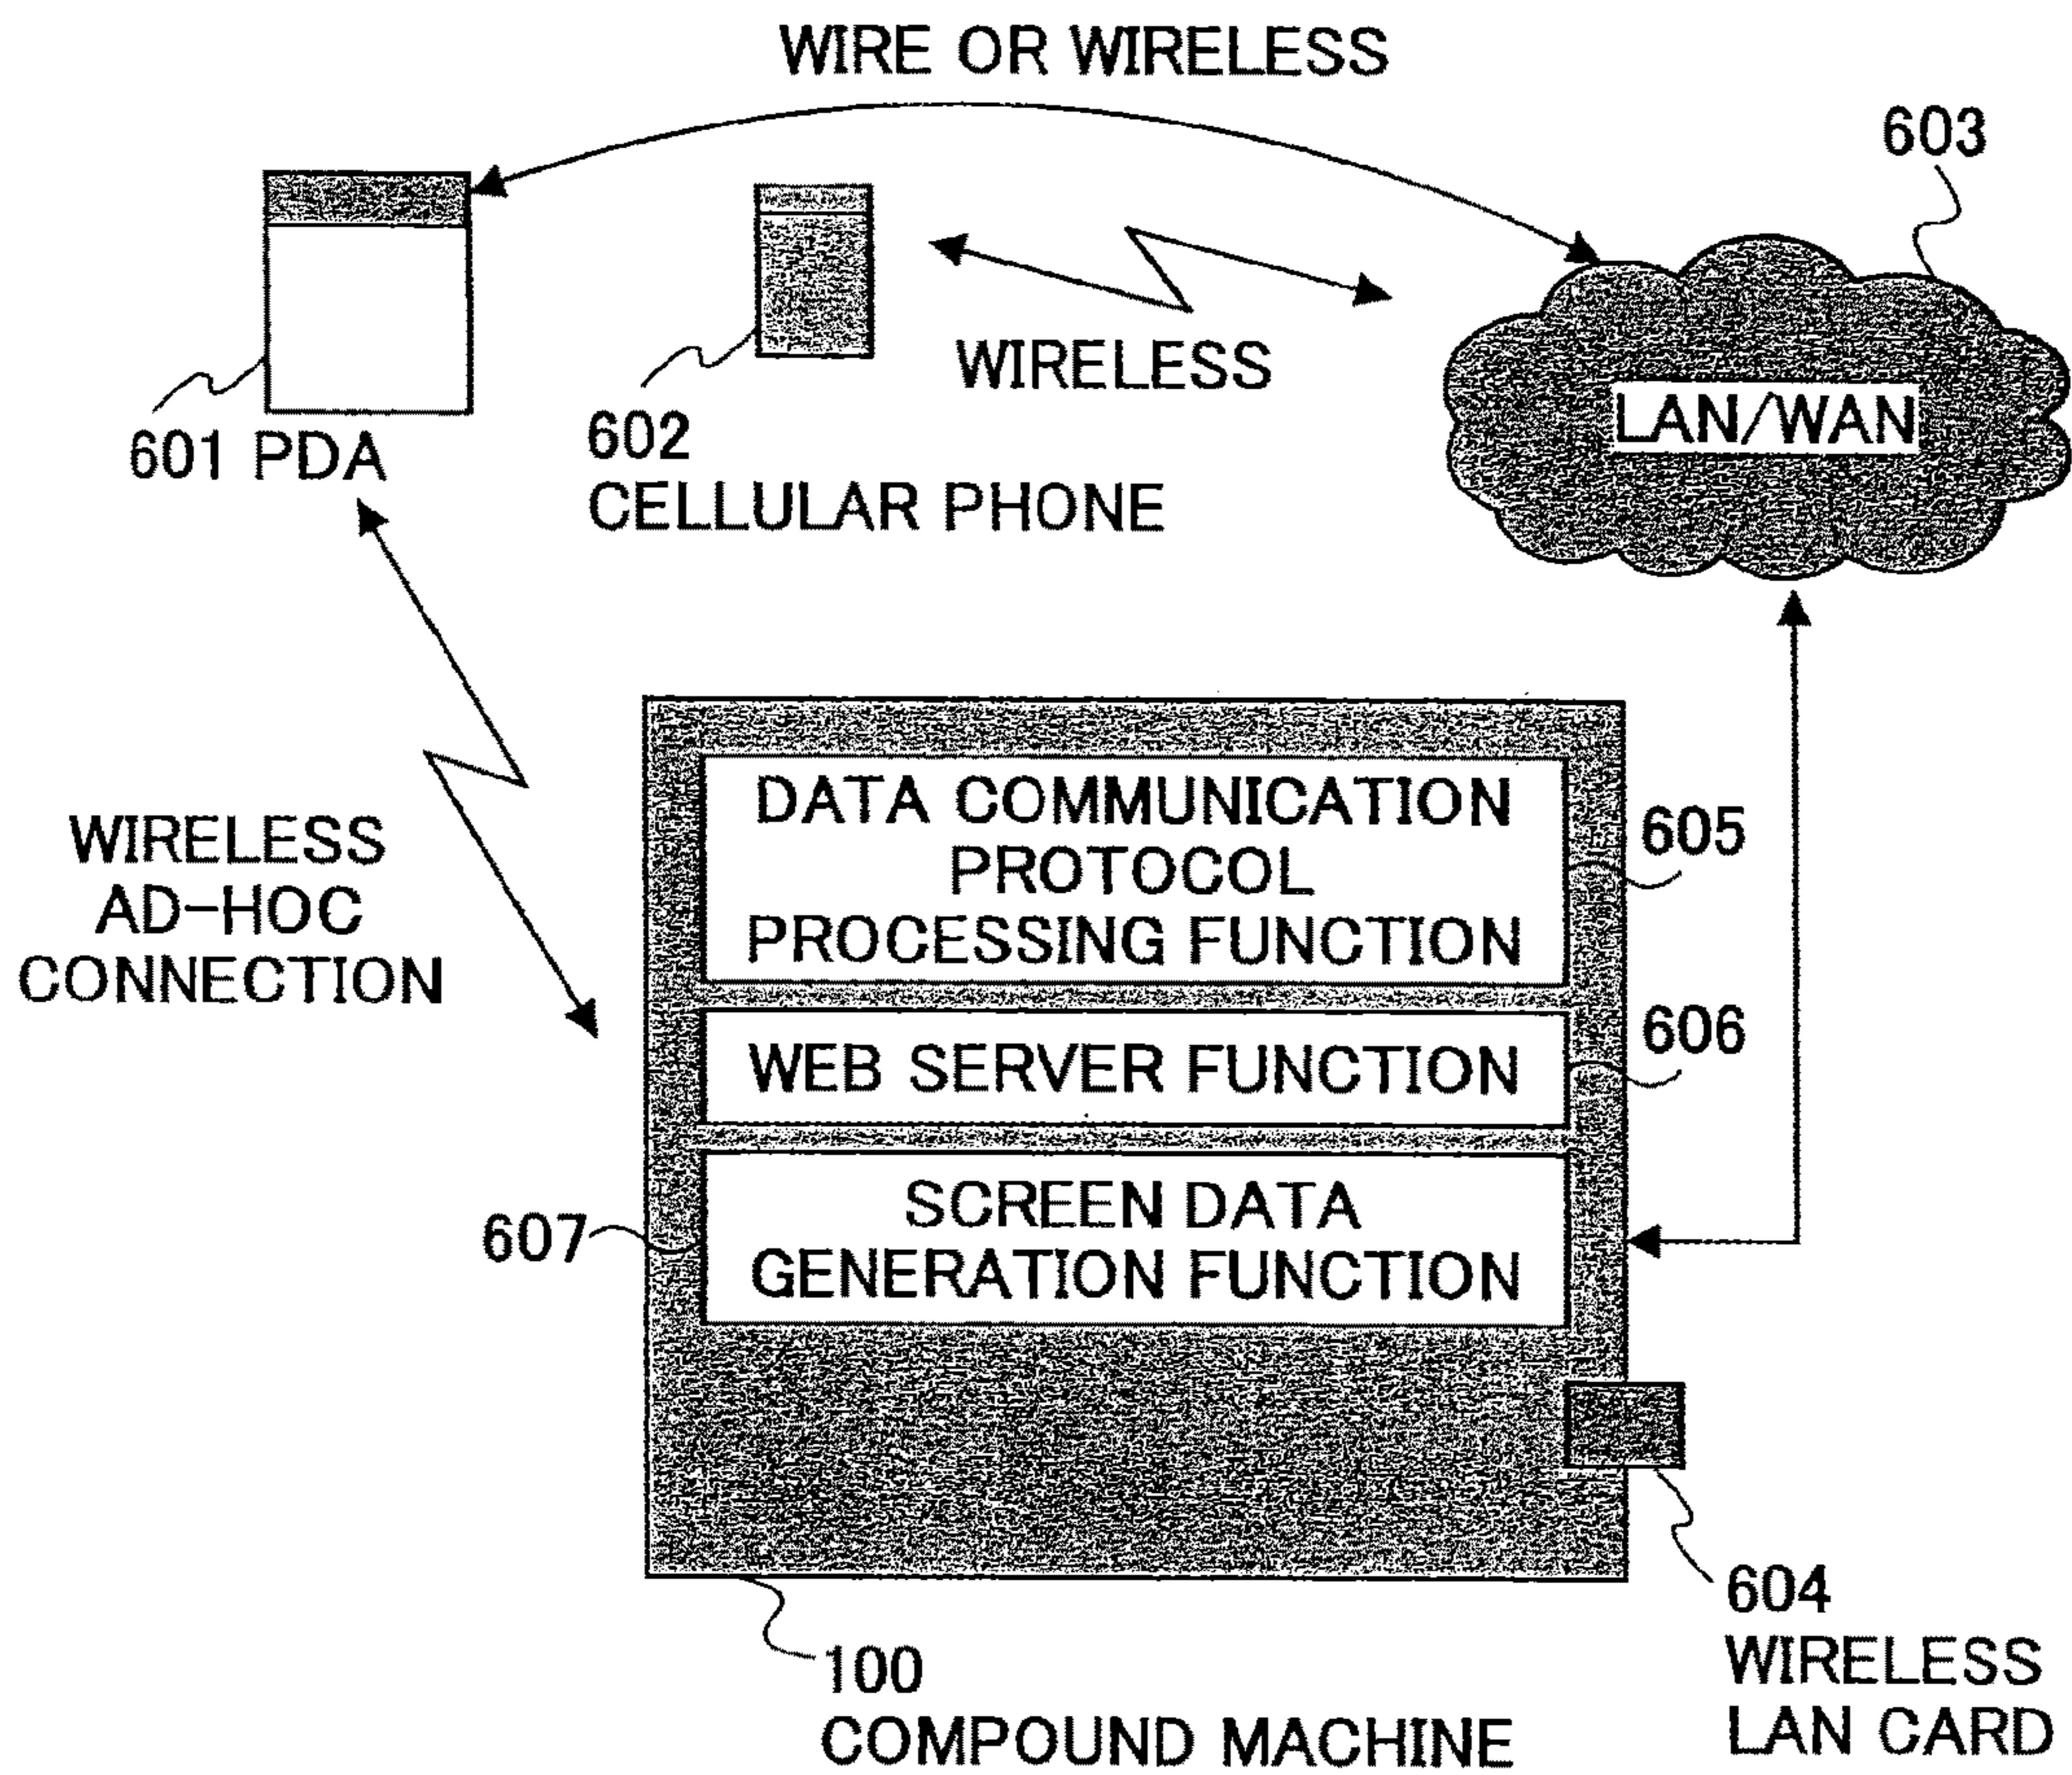 WIRE OR WIRELESS
603
601 PDA
602
CELLULAR PHONE
WIRELESS
LAN/WAN
WIRELESS
AD-HOC
CONNECTION
DATA COMMUNICATION
PROTOCOL
PROCESSING FUNCTION
605
WEB SERVER FUNCTION
606
SCREEN DATA
GENERATION FUNCTION
607
604
WIRELESS
LAN CARD
100
COMPOUND MACHINE